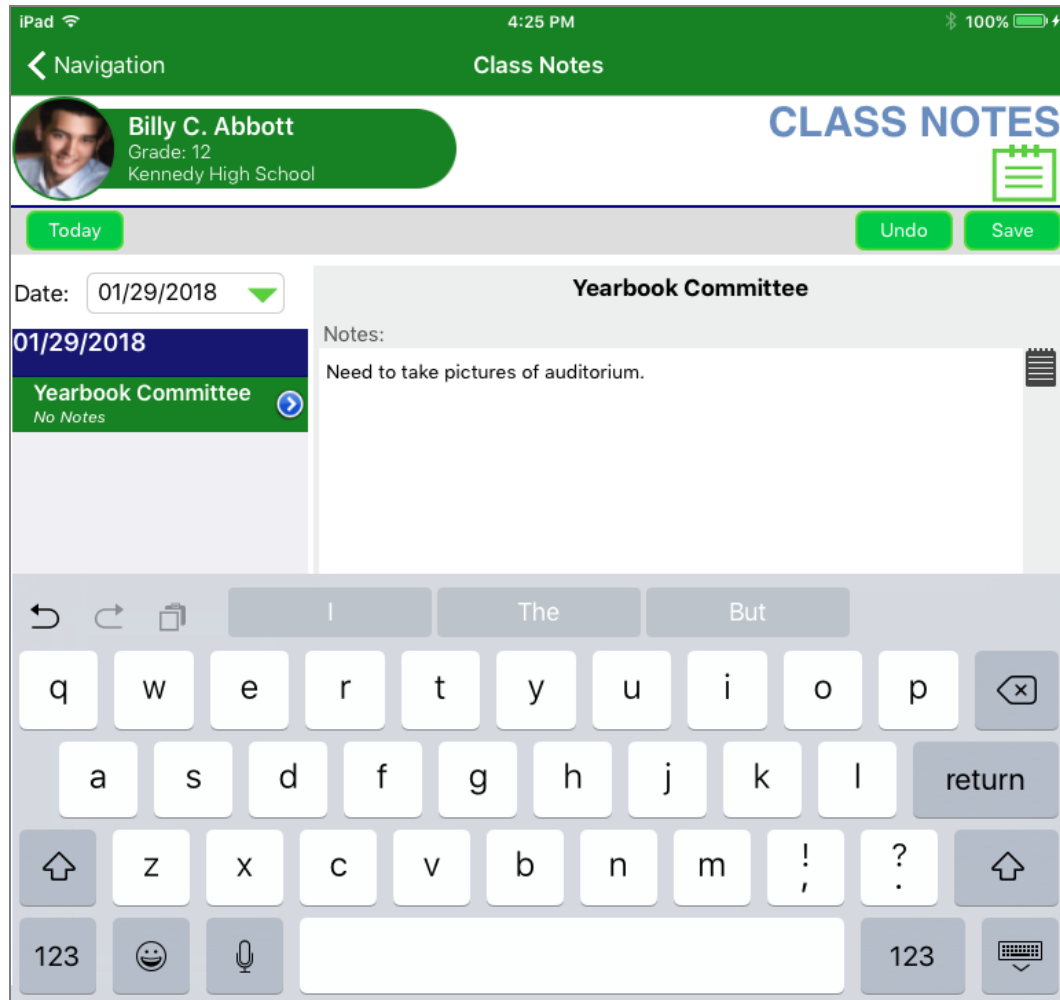 iPad 4:25 PM 100%
Navigation Class Notes
Billy C. Abbott
Grade: 12
Kennedy High School
CLASS NOTES
Today Undo Save
Date: 01/29/2018
Yearbook Committee
01/29/2018
Notes:
Need to take pictures of auditorium.
Yearbook Committee
No Notes
I The But
q w e r t y u i o p
a s d f g h j k l return
z x c v b n m ! , ? .
123 123